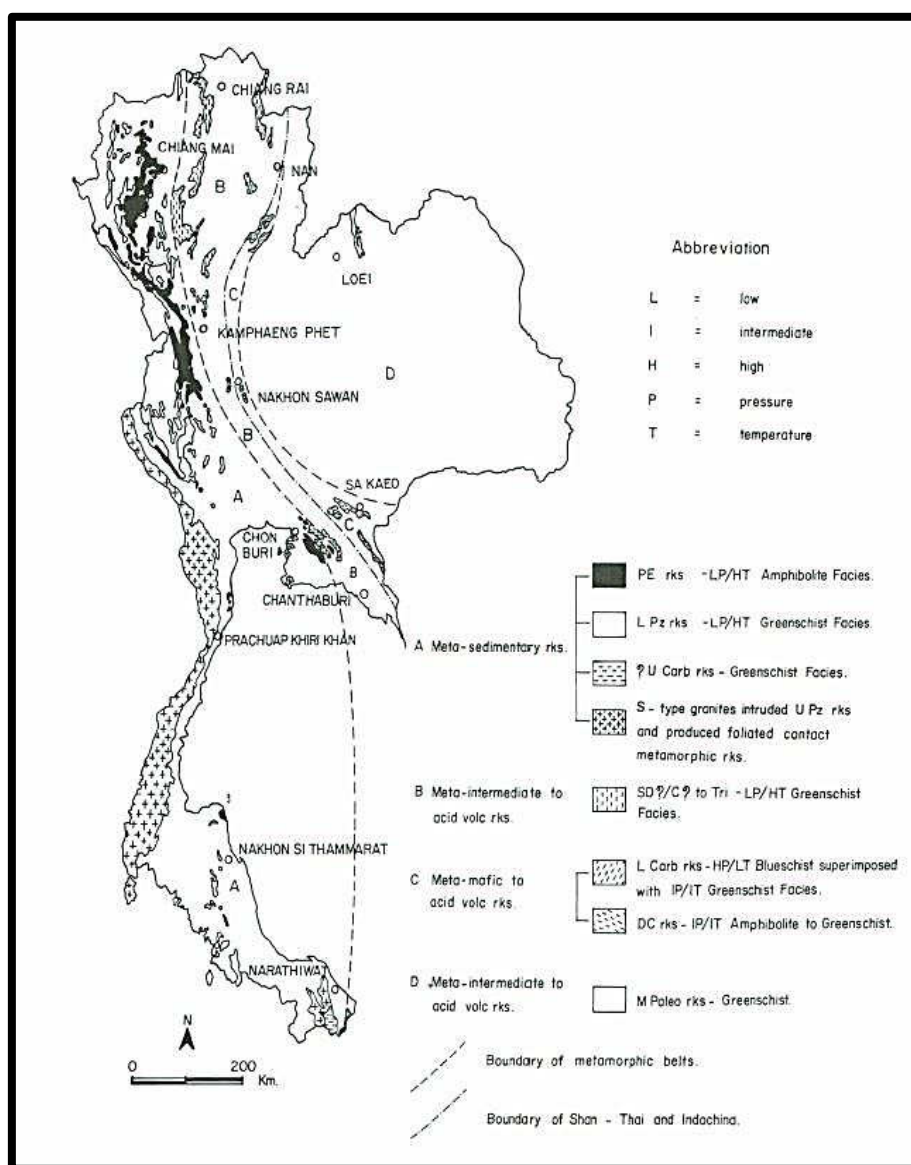 CHIANG RAI
CHIANG MAI
NAN
B
LOEI
C
KAMPHAENG PHET
D
NAKHON SAWAN
B
SA KAEO
A
C
CHON
BURI
B
CHANTHABURI
PRACHUAP KHIRI KHAN
NAKHON SI THAMMARAT
A
NARATHIWAT
N
0 200
Km.
Abbreviation
L = low
I = intermediate
H = high
P = pressure
T = temperature
A Meta-sedimentary rks.
PE rks - LP/HT Amphibolite Facies.
L Pz rks - LP/HT Greenschist Facies.
? U Carb rks - Greenschist Facies.
S - type granites intruded U Pz rks
and produced foliated contact
metamorphic rks.
B Meta-intermediate to
acid volc rks.
SD?/C? to Tri - LP/HT Greenschist
Facies.
C Meta-mafic to
acid volc rks.
L Carb rks - HP/LT Blueschist superimposed
with IP/IT Greenschist Facies.
DC rks - IP/IT Amphibolite to Greenschist.
D Meta-intermediate to
acid volc rks.
M Paleo rks - Greenschist.
Boundary of metamorphic belts.
Boundary of Shan - Thai and Indochina.